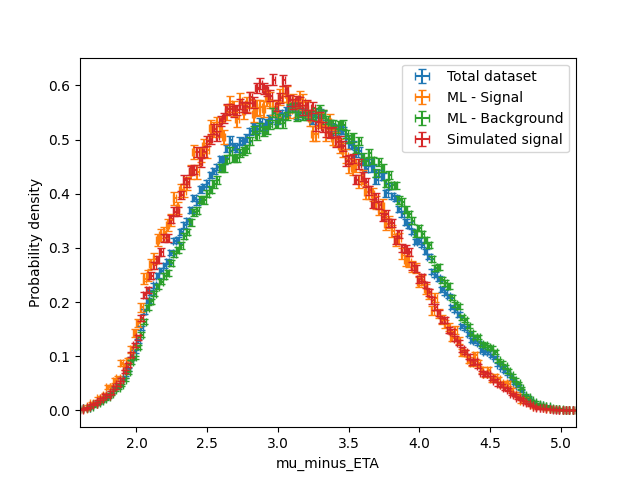 Total dataset
ML - Signal
ML - Background
Simulated signal
Probability density
0.6
0.5
0.4
0.3
0.2
0.1
0.0
2.0 2.5 3.0 3.5 4.0 4.5 5.0
mu_minus_ETA